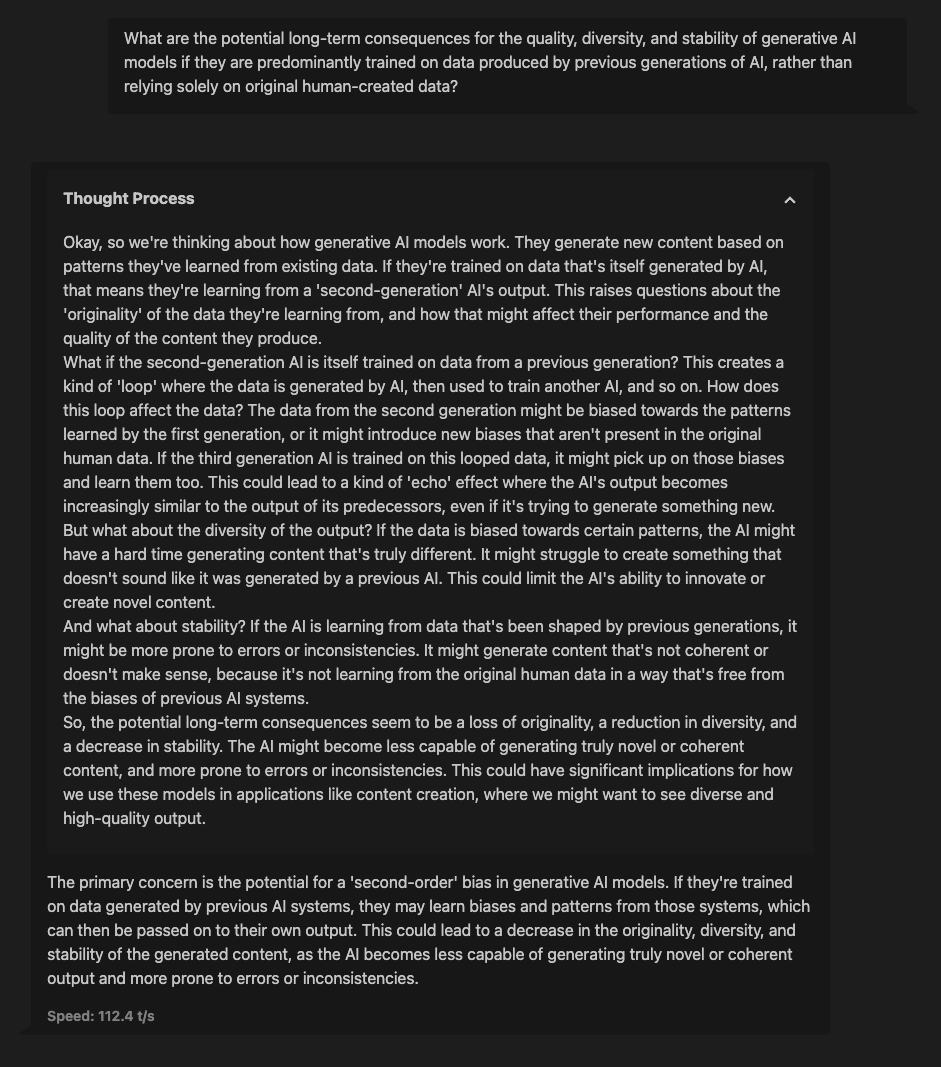 What are the potential long-term consequences for the quality, diversity, and stability of generative AI
models if they are predominantly trained on data produced by previous generations of AI, rather than
relying solely on original human-created data?
Thought Process
Okay, so we're thinking about how generative AI models work. They generate new content based on
patterns they've learned from existing data. If they're trained on data that's itself generated by AI,
that means they're learning from a 'second-generation' AI's output. This raises questions about the
'originality' of the data they're learning from, and how that might affect their performance and the
quality of the content they produce.
What if the second-generation AI is itself trained on data from a previous generation? This creates a
kind of 'loop' where the data is generated by AI, then used to train another AI, and so on. How does
this loop affect the data? The data from the second generation might be biased towards the patterns
learned by the first generation, or it might introduce new biases that aren't present in the original
human data. If the third generation AI is trained on this looped data, it might pick up on those biases
and learn them too. This could lead to a kind of 'echo' effect where the AI's output becomes
increasingly similar to the output of its predecessors, even if it's trying to generate something new.
But what about the diversity of the output? If the data is biased towards certain patterns, the AI might
have a hard time generating content that's truly different. It might struggle to create something that
doesn't sound like it was generated by a previous AI. This could limit the AI's ability to innovate or
create novel content.
And what about stability? If the AI is learning from data that's been shaped by previous generations, it
might be more prone to errors or inconsistencies. It might generate content that's not coherent or
doesn't make sense, because it's not learning from the original human data in a way that's free from
the biases of previous AI systems.
So, the potential long-term consequences seem to be a loss of originality, a reduction in diversity, and
a decrease in stability. The AI might become less capable of generating truly novel or coherent
content, and more prone to errors or inconsistencies. This could have significant implications for how
we use these models in applications like content creation, where we might want to see diverse and
high-quality output.
The primary concern is the potential for a 'second-order' bias in generative AI models. If they're trained
on data generated by previous AI systems, they may learn biases and patterns from those systems, which
can then be passed on to their own output. This could lead to a decrease in the originality, diversity, and
stability of the generated content, as the AI becomes less capable of generating truly novel or coherent
output and more prone to errors or inconsistencies.
Speed: 112.4 t/s